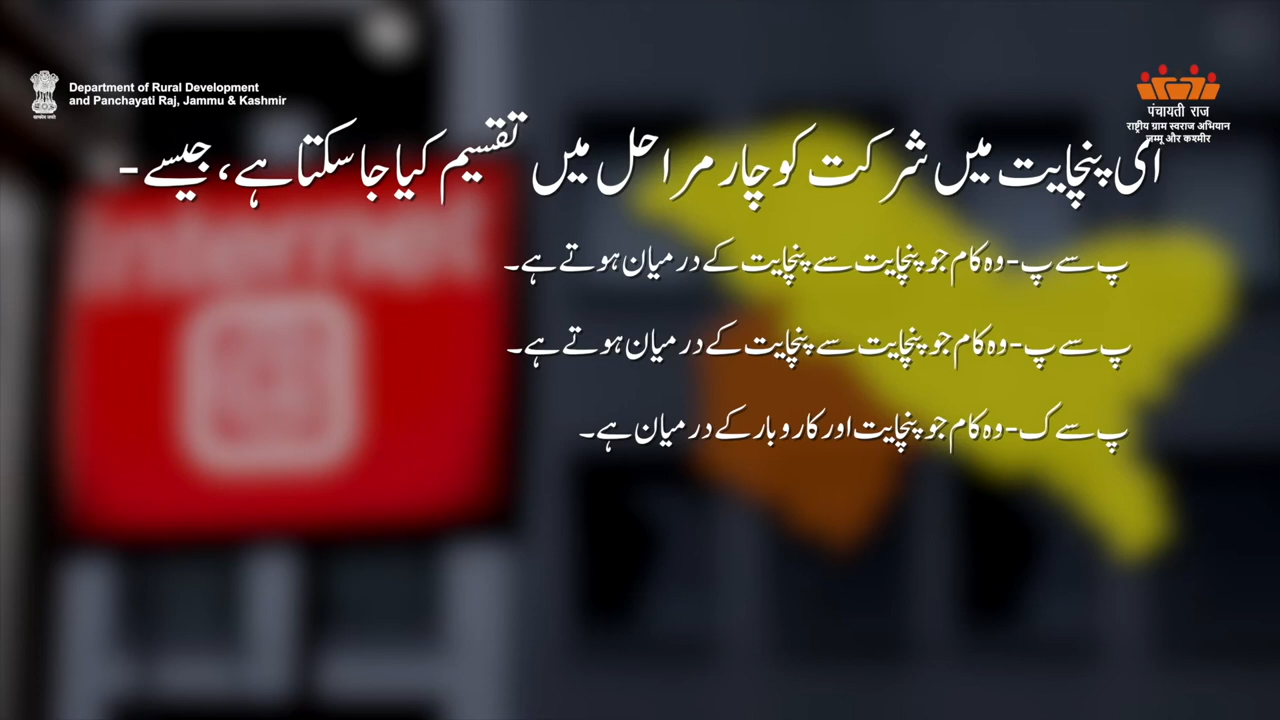 Department of Rural Development
and Panchayati Raj, Jammu & Kashmir
पंचायती राज
राष्ट्रीय ग्राम स्वराज अभियान
जम्मू और कश्मीर
ای پنچایت میں شرکت کو چار مراحل میں تقسیم کیا جا سکتا ہے، جیسے-
پ سے پ-وہ کام جو پنچایت سے پنچایت کے درمیان ہوتے ہے۔
پ سے پ-وہ کام جو پنچایت سے پنچایت کے درمیان ہوتے ہے۔
پ سے ک-وہ کام جو پنچایت اور کاروبار کے درمیان ہے۔
Internet